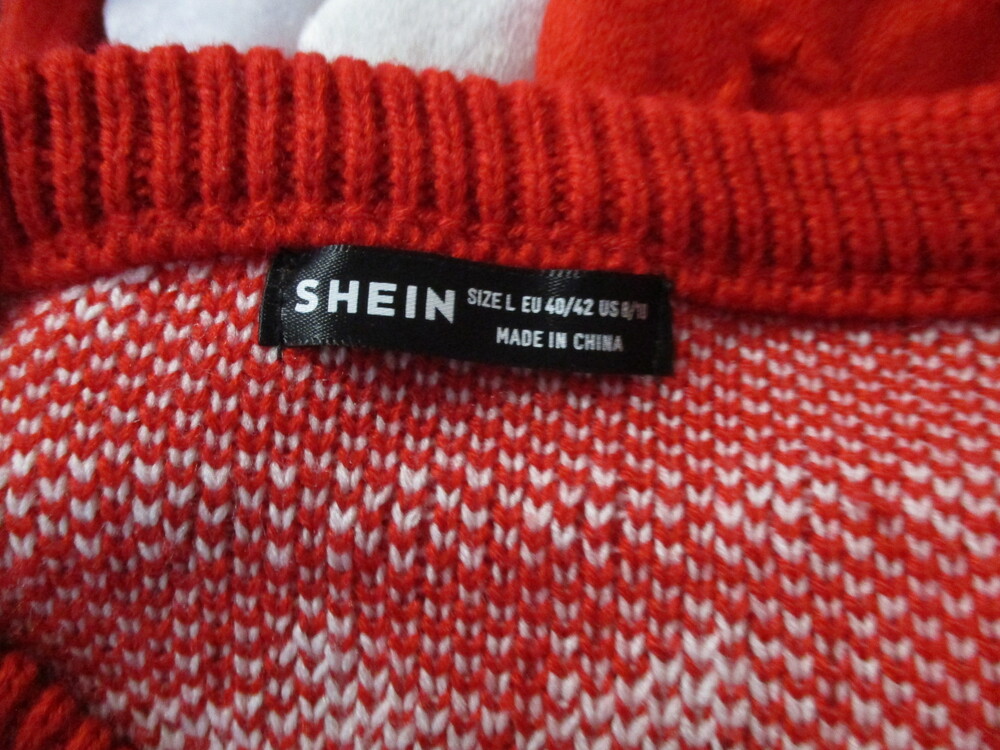 SHEIN
SIZE L EU 40/42 US 8/10
MADE IN CHINA